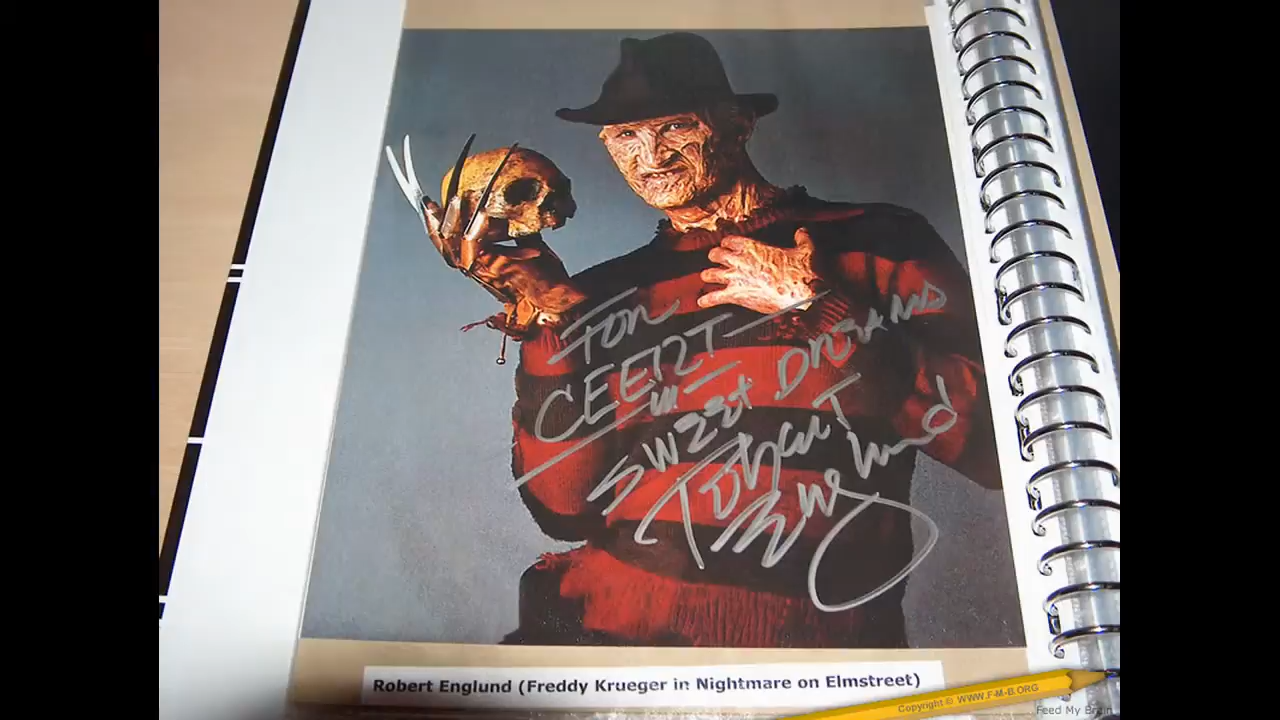 FOR
CEERT
SWEET DREAMS
Robert
Englund
Robert Englund (Freddy Krueger in Nightmare on Elmstreet)
Copyright © WWW.F-M-B.ORG
Feed My Brain